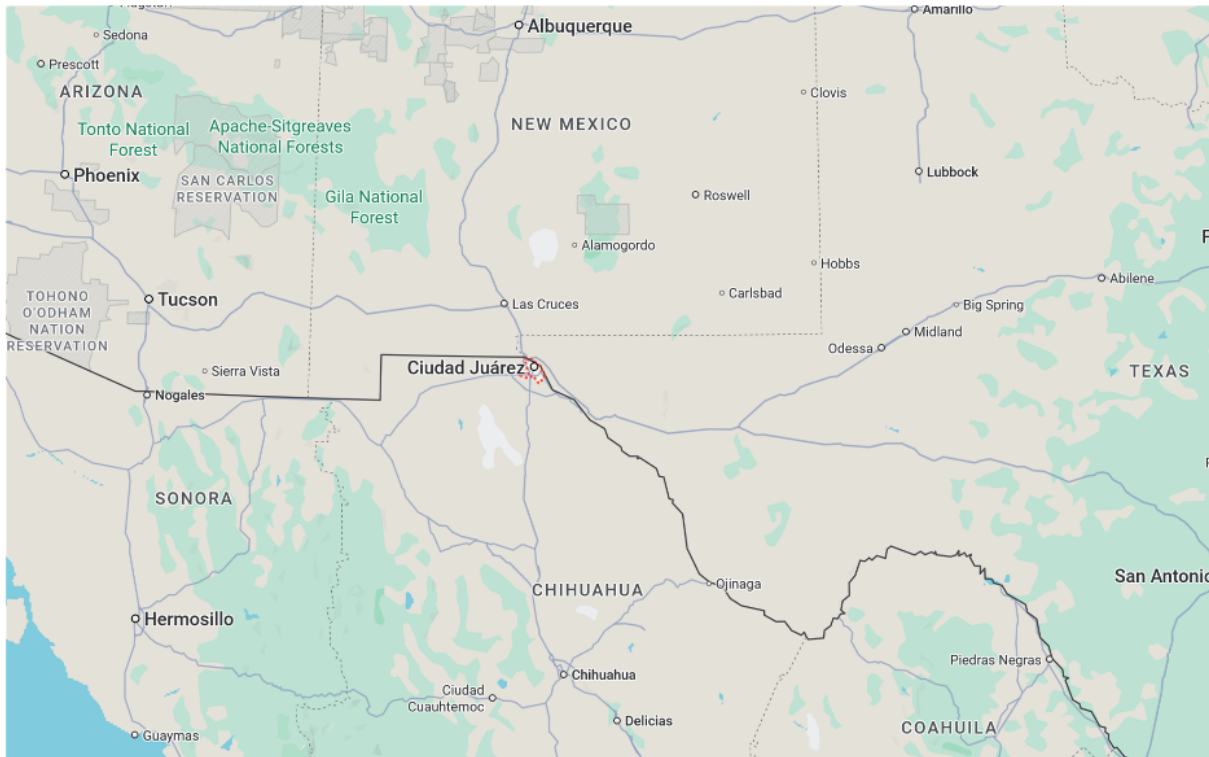 Amarillo
Albuquerque
Sedona
Prescott
ARIZONA
Clovis
NEW MEXICO
Tonto National
Forest
Apache-Sitgreaves
National Forests
Phoenix
SAN CARLOS
RESERVATION
Lubbock
Gila National
Forest
Roswell
Alamogordo
Hobbs
Abilene
TOHONO
O'ODHAM
NATION
RESERVATION
Tucson
Las Cruces
Carlsbad
Big Spring
Midland
Odessa
Ciudad Juárez
Sierra Vista
TEXAS
Nogales
SONORA
San Antonio
CHIHUAHUA
Ojinaga
Hermosillo
Piedras Negras
Chihuahua
Ciudad
Cuauhtemoc
Delicias
COAHUILA
Guaymas